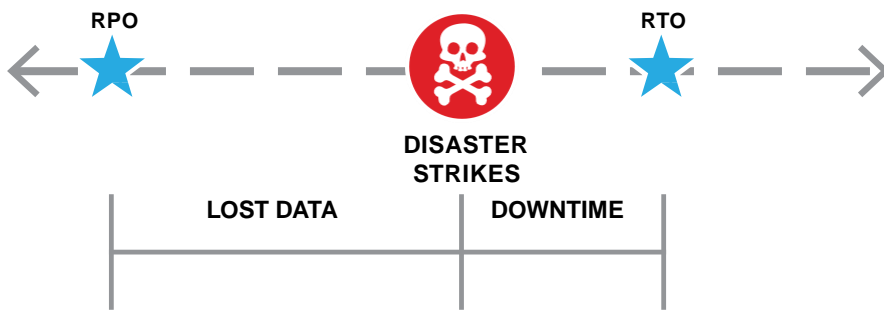 RPO
RTO
DISASTER
STRIKES
LOST DATA
DOWNTIME